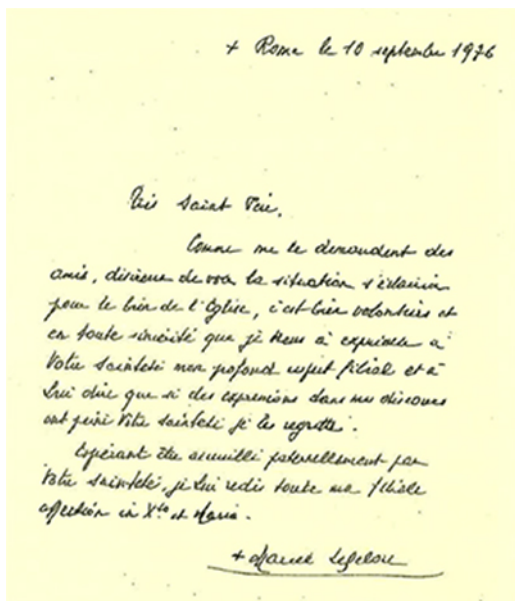 + Rome le 10 septembre 1976
Très Saint Père,
Comme me le demandent des
amis, désireux de voir la situation s'éclaircir
pour le bien de l'Eglise, c'est bien volontiers et
en toute sincérité que je tiens à exprimer à
Votre Sainteté mon profond respect filial et à
Lui dire que si des expressions dans mes discours
ont peiné Votre Sainteté je les regrette.
Espérant être accueilli paternellement par
Votre Sainteté, je Lui redis toute ma filiale
affection in Xto et Maria.
+ Marcel Lefebvre